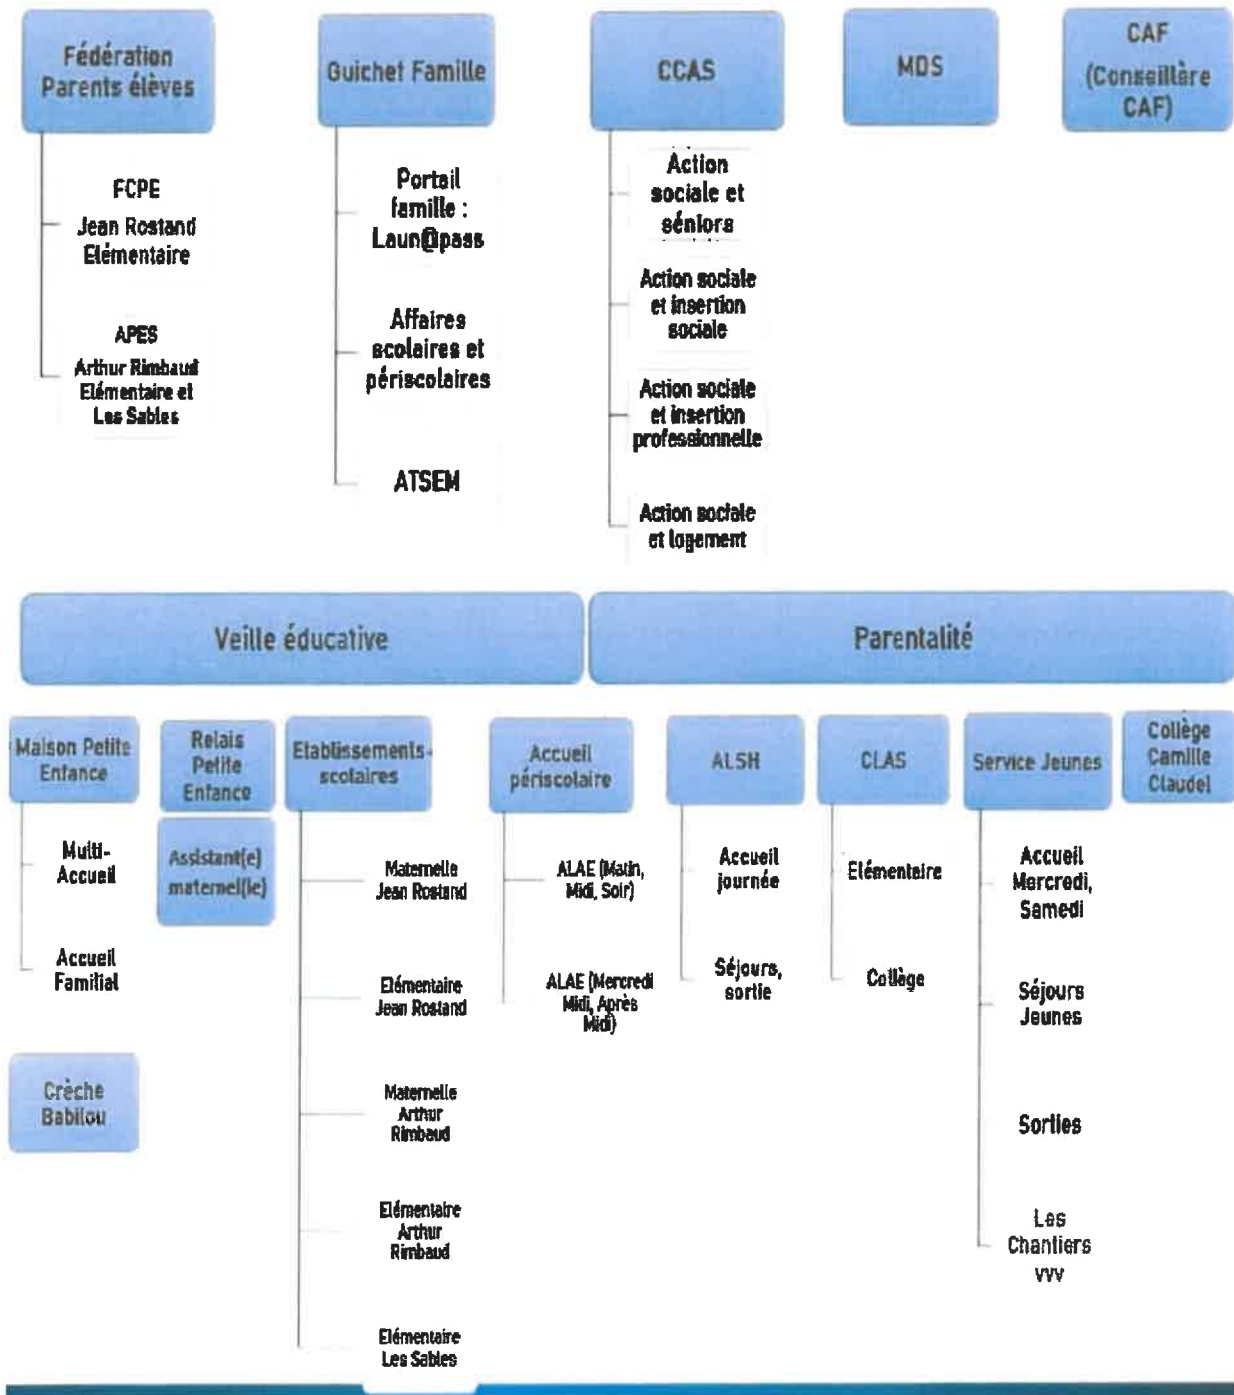 Fédération
Parents élèves
FCPE
Jean Rostand
Elémentaire
APES
Arthur Rimbaud
Elémentaire et
Les Sables
Guichet Famille
Portail
famille :
Laun@pass
Affaires
scolaires et
périscolaires
ATSEM
CCAS
Action
sociale et
séniors
Action sociale
et insertion
sociale
Action sociale
et insertion
professionnelle
Action sociale
et logement
MDS
CAF
(Conseillère
CAF)
Veille éducative
Parentalité
Maison Petite
Enfance
Multi-
Accueil
Accueil
Familial
Crèche
Babilou
Relais
Petite
Enfance
Assistant(e)
maternel(le)
Etablissements
scolaires
Maternelle
Jean Rostand
Elémentaire
Jean Rostand
Maternelle
Arthur
Rimbaud
Elémentaire
Arthur
Rimbaud
Elémentaire
Les Sables
Accueil
périscolaire
ALAE (Matin,
Midi, Soir)
ALAE (Mercredi
Midi, Après
Midi)
ALSH
Accueil
journée
Séjours,
sortie
CLAS
Elémentaire
Collège
Service Jeunes
Accueil
Mercredi,
Samedi
Séjours
Jeunes
Sorties
Les
Chantiers
VVV
Collège
Camille
Claudel